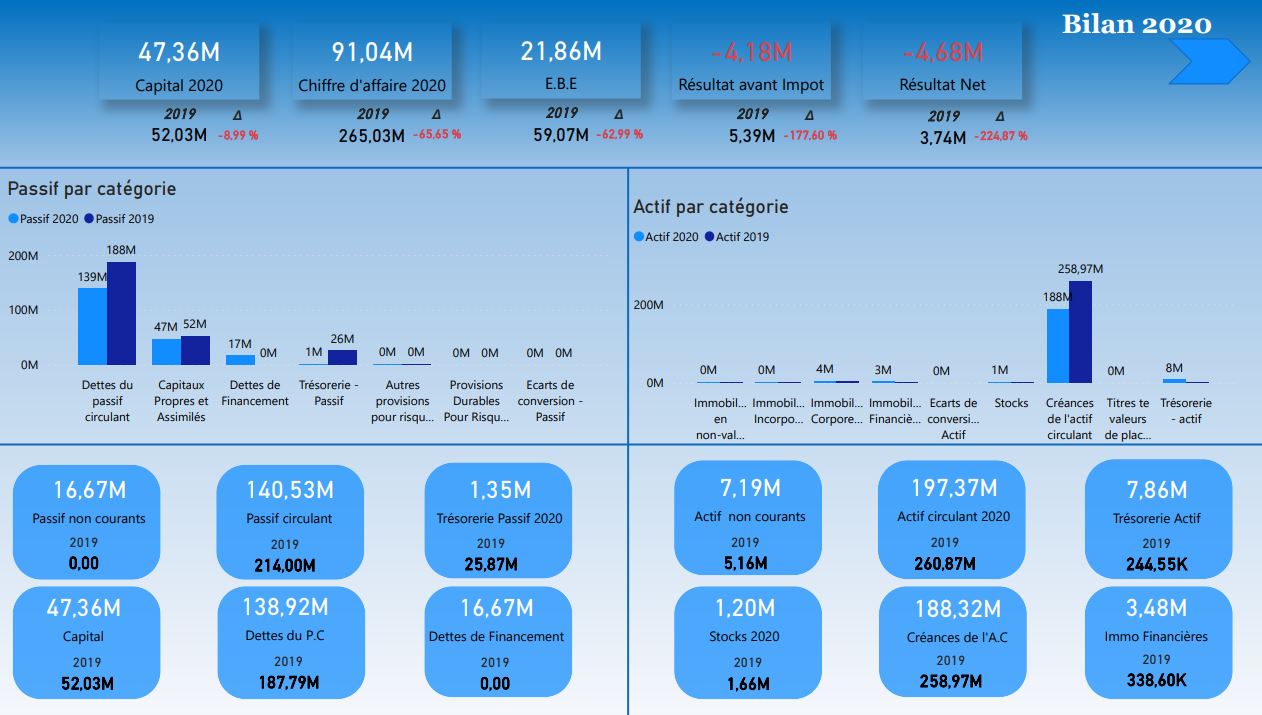 Bilan 2020
47,36M
Capital 2020
2019 Δ
52,03M -8,99 %
91,04M
Chiffre d'affaire 2020
2019 Δ
265,03M -65,65 %
21,86M
E.B.E
2019 Δ
59,07M -62,99 %
-4,18M
Résultat avant Impot
2019 Δ
5,39M -177,60 %
-4,68M
Résultat Net
2019 Δ
3,74M -224,87 %
Passif par catégorie
Passif 2020 Passif 2019
200M
100M
0M
139M 188M
47M 52M
17M 0M
1M 26M
0M 0M
0M 0M
0M 0M
Dettes du
passif
circulant
Capitaux
Propres et
Assimilés
Dettes de
Financement
Trésorerie -
Passif
Autres
provisions
pour risqu...
Provisions
Durables
Pour Risqu...
Ecarts de
conversion -
Passif
Actif par catégorie
Actif 2020 Actif 2019
200M
0M
0M
0M
4M
3M
0M
1M
188M 258,97M
0M
8M
Immobil...
en
non-val...
Immobil...
Incorpo...
Immobil...
Corpore...
Immobil...
Financiè...
Ecarts de
conversi...
Actif
Stocks
Créances
de l'actif
circulant
Titres te
valeurs
de plac...
Trésorerie
- actif
16,67M
Passif non courants
2019
0,00
140,53M
Passif circulant
2019
214,00M
1,35M
Trésorerie Passif 2020
2019
25,87M
47,36M
Capital
2019
52,03M
138,92M
Dettes du P.C
2019
187,79M
16,67M
Dettes de Financement
2019
0,00
7,19M
Actif non courants
2019
5,16M
197,37M
Actif circulant 2020
2019
260,87M
7,86M
Trésorerie Actif
2019
244,55K
1,20M
Stocks 2020
2019
1,66M
188,32M
Créances de l'A.C
2019
258,97M
3,48M
Immo Financières
2019
338,60K